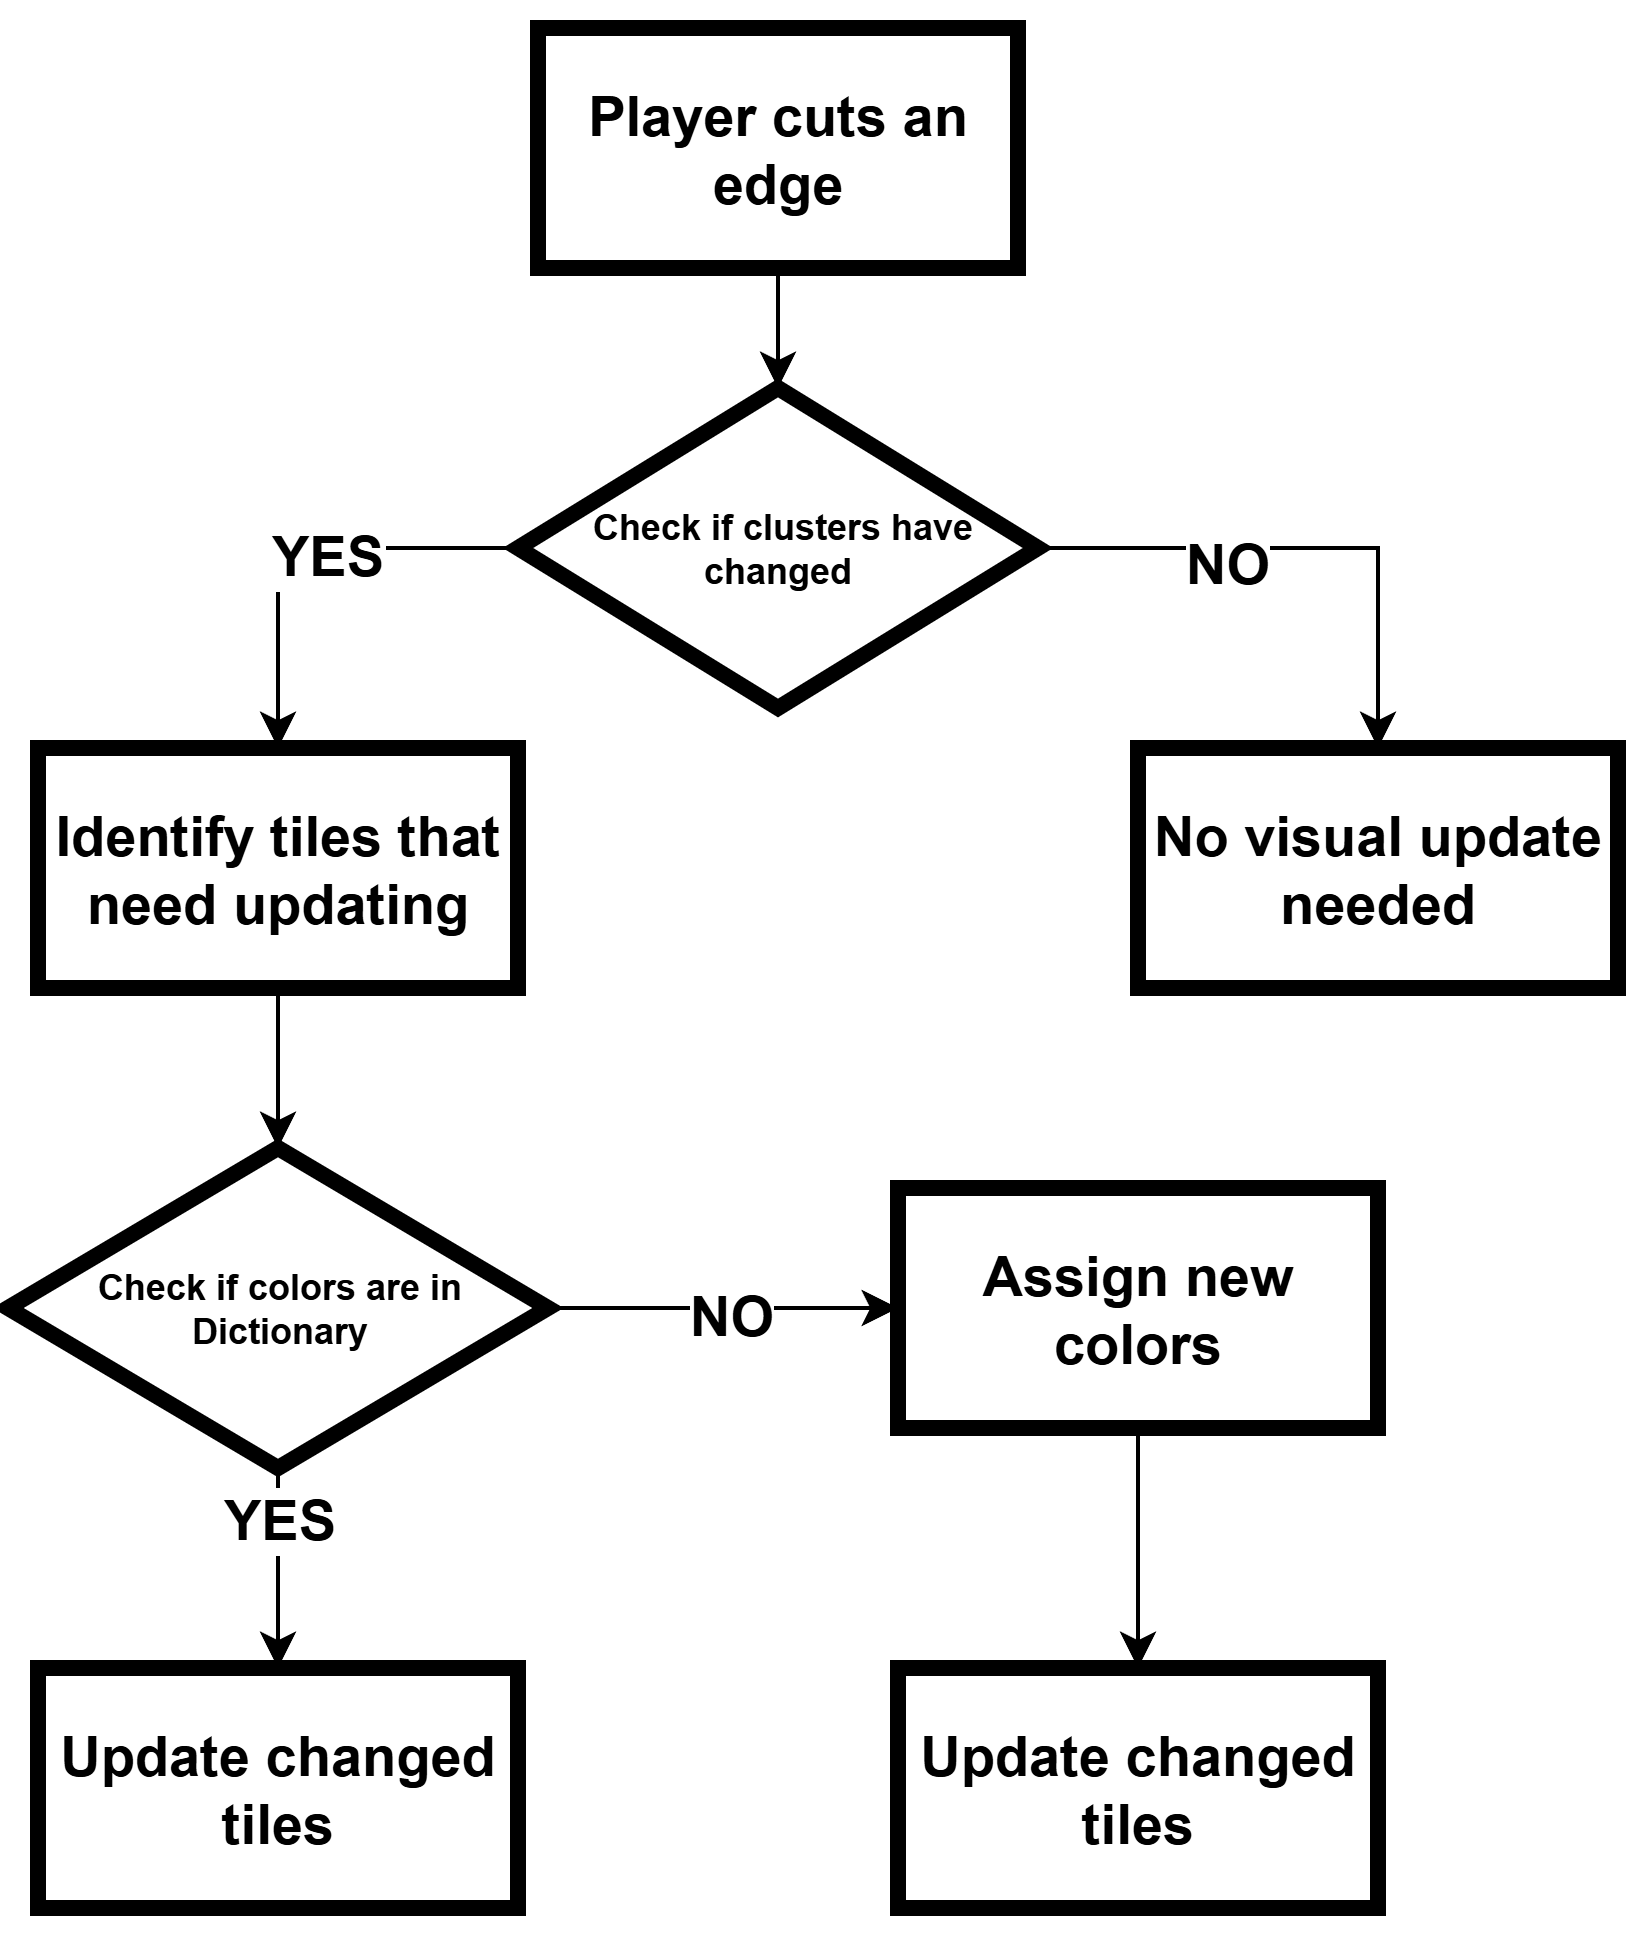 Player cuts an
edge
Check if clusters have
changed
YES
NO
Identify tiles that
need updating
No visual update
needed
Check if colors are in
Dictionary
NO
Assign new
colors
YES
Update changed
tiles
Update changed
tiles